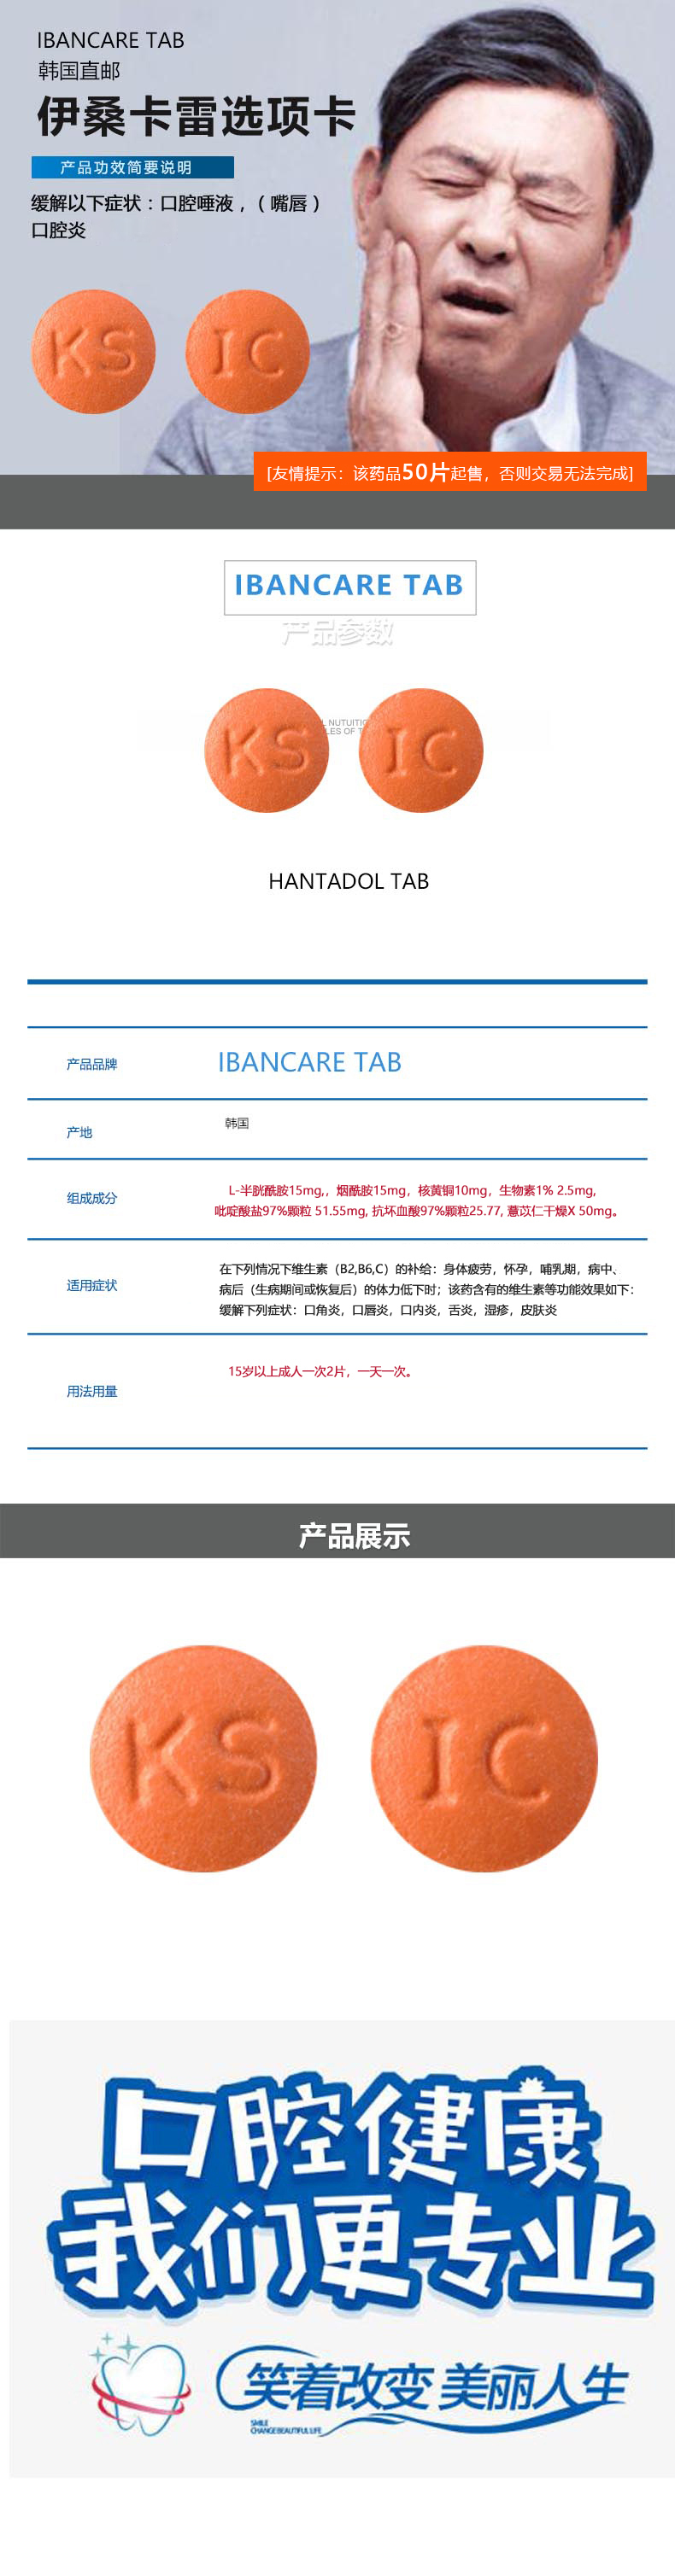 IBANCARE TAB
韩国直邮
伊桑卡雷选项卡
产品功效简要说明
缓解以下症状：口腔唾液，（嘴唇）
口腔炎
KS IC
[友情提示：该药品50片起售，否则交易无法完成]
IBANCARE TAB
产品参数
L NUTUITIO
LES OF T
KS IC
HANTADOL TAB
产品品牌 IBANCARE TAB
产地 韩国
组成成分 L-半胱酰胺15mg,，烟酰胺15mg，核黄铜10mg，生物素1% 2.5mg,
吡啶酸盐97%颗粒 51.55mg, 抗坏血酸97%颗粒25.77, 薏苡仁干燥X 50mg。
适用症状 在下列情况下维生素（B2,B6,C）的补给：身体疲劳，怀孕，哺乳期，病中、
病后（生病期间或恢复后）的体力低下时；该药含有的维生素等功能效果如下：
缓解下列症状：口角炎，口唇炎，口内炎，舌炎，湿疹，皮肤炎
用法用量 15岁以上成人一次2片，一天一次。
产品展示
KS IC
口腔健康
我们更专业
笑着改变 美丽人生
SMILE
CHANGE BEAUTIFUL LIFE